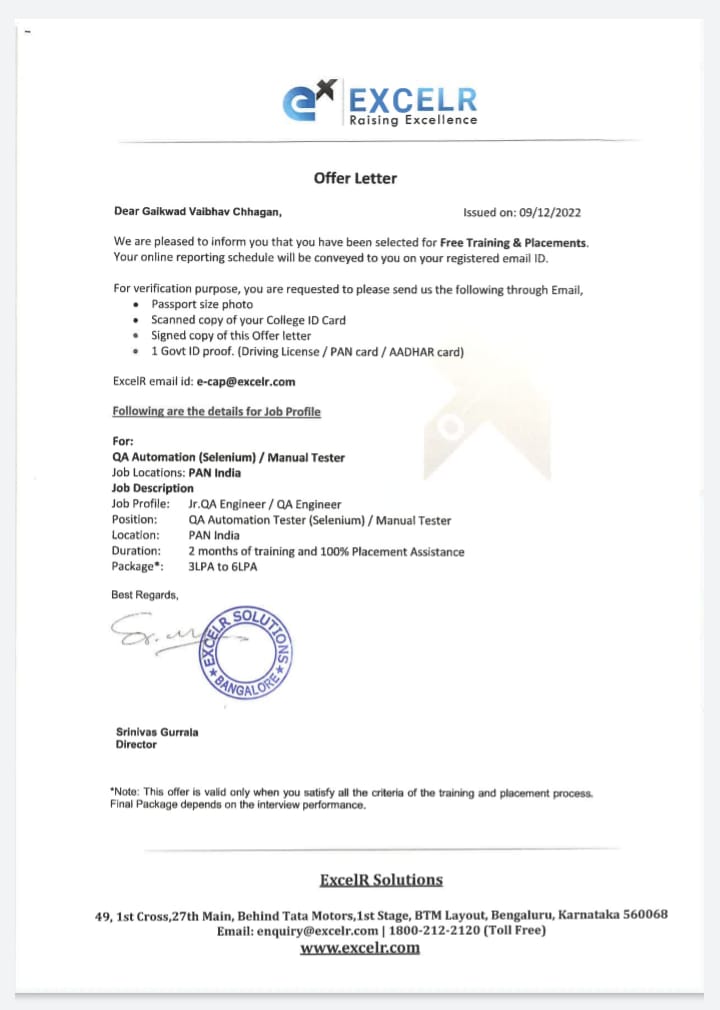 EXCELR
Raising Excellence
Offer Letter
Dear Gaikwad Vaibhav Chhagan,
Issued on: 09/12/2022
We are pleased to inform you that you have been selected for Free Training & Placements.
Your online reporting schedule will be conveyed to you on your registered email ID.
For verification purpose, you are requested to please send us the following through Email,
• Passport size photo
• Scanned copy of your College ID Card
• Signed copy of this Offer letter
• 1 Govt ID proof. (Driving License / PAN card / AADHAR card)
ExcelR email id: e-cap@excelr.com
Following are the details for Job Profile
For:
QA Automation (Selenium) / Manual Tester
Job Locations: PAN India
Job Description
Job Profile: Jr.QA Engineer / QA Engineer
Position: QA Automation Tester (Selenium) / Manual Tester
Location: PAN India
Duration: 2 months of training and 100% Placement Assistance
Package*: 3LPA to 6LPA
Best Regards,
EXCELR SOLUTIONS
★ BANGALORE ★
Srinivas Gurrala
Director
*Note: This offer is valid only when you satisfy all the criteria of the training and placement process.
Final Package depends on the interview performance.
ExcelR Solutions
49, 1st Cross,27th Main, Behind Tata Motors,1st Stage, BTM Layout, Bengaluru, Karnataka 560068
Email: enquiry@excelr.com | 1800-212-2120 (Toll Free)
www.excelr.com